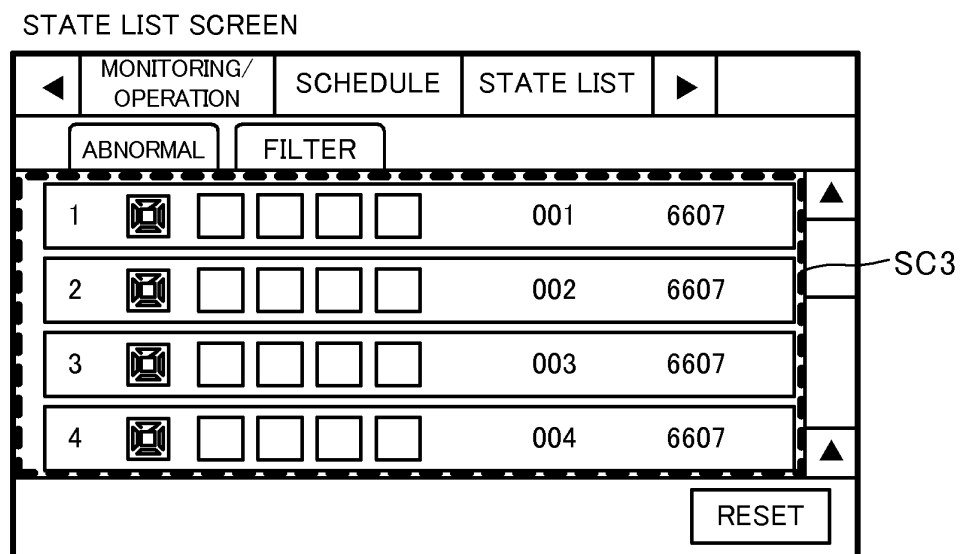 STATE LIST SCREEN
◀ MONITORING/ OPERATION SCHEDULE STATE LIST ▶
ABNORMAL FILTER
1 001 6607
2 002 6607
3 003 6607
4 004 6607
SC3
RESET